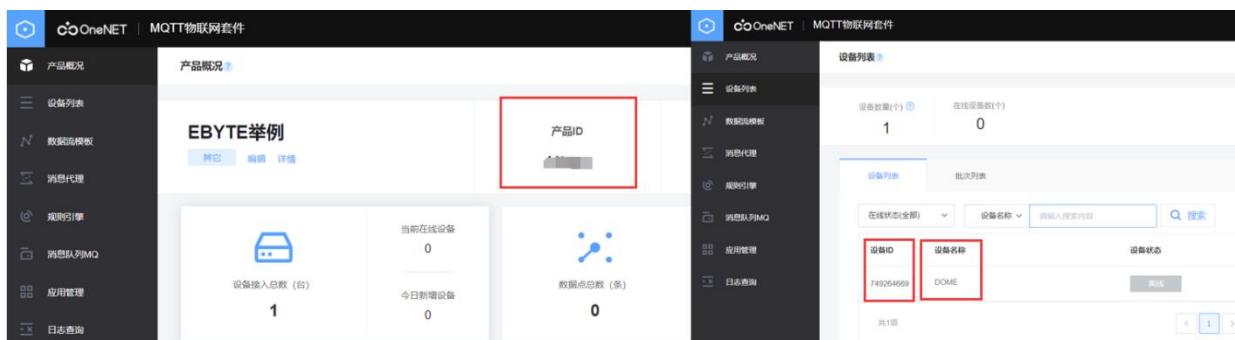 OneNET | MQTT物联网套件
产品概况
设备列表
数据流模板
消息代理
规则引擎
消息队列MQ
应用管理
日志查询
产品概况
EBYTE举例
其它 编辑 详情
产品ID
设备接入总数（台）
1
当前在线设备
0
今日新增设备
0
数据点总数（条）
0
OneNET | MQTT物联网套件
产品概况
设备列表
数据流模板
消息代理
规则引擎
消息队列MQ
应用管理
日志查询
设备列表
设备数量(个) 在线设备数(个)
1 0
设备列表 批次列表
在线状态(全部) 设备名称 请输入搜索内容 搜索
设备ID 设备名称 设备状态
749264669 DOME 离线
共1项 < 1 >